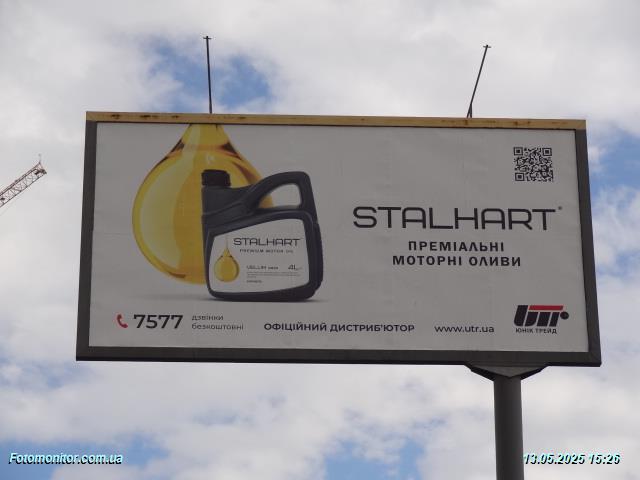 STALHART
PREMIUM MOTOR OIL
4L
STALHART®
ПРЕМІАЛЬНІ
МОТОРНІ ОЛИВИ
7577 дзвінки
безкоштовні
ОФІЦІЙНИЙ ДИСТРИБ'ЮТОР
www.utr.ua
utr
ЮНІК ТРЕЙД
Fotomonitor.com.ua
13.05.2025 15:26